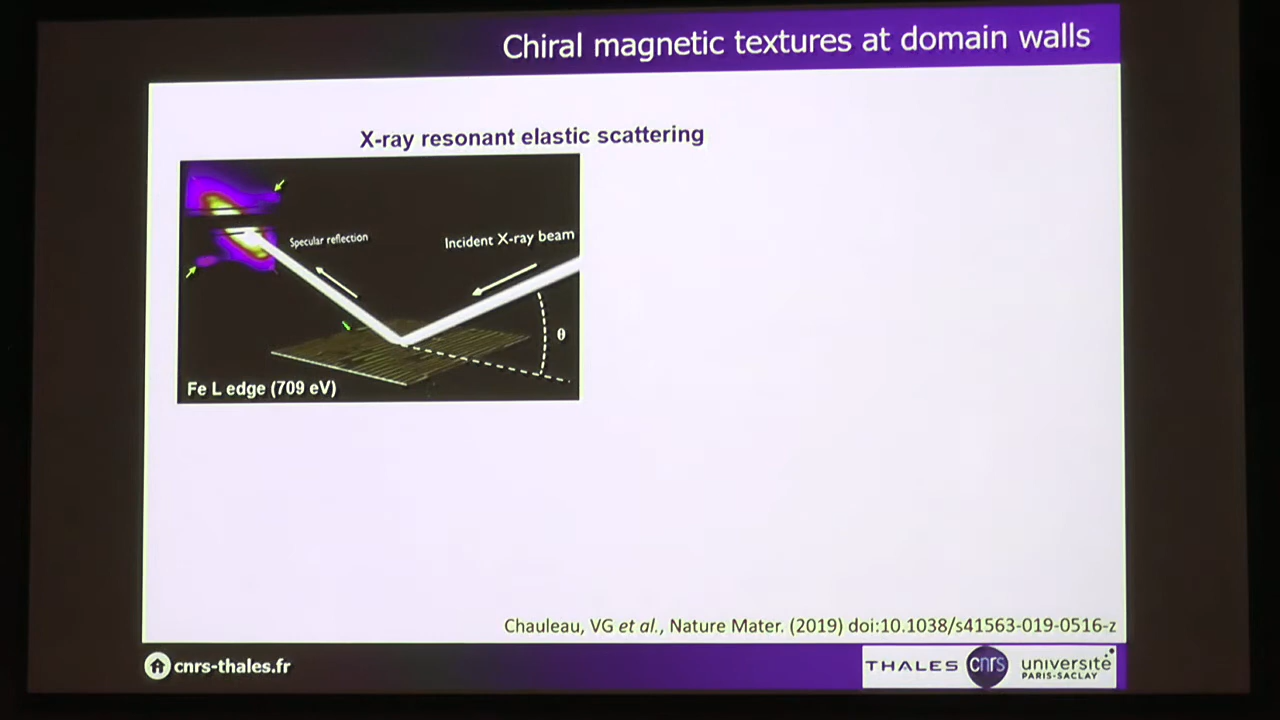 Chiral magnetic textures at domain walls
X-ray resonant elastic scattering
Specular reflection
Incident X-ray beam
θ
Fe L edge (709 eV)
Chauleau, VG et al., Nature Mater. (2019) doi:10.1038/s41563-019-0516-z
cnrs-thales.fr
THALES
cnrs
université
PARIS-SACLAY